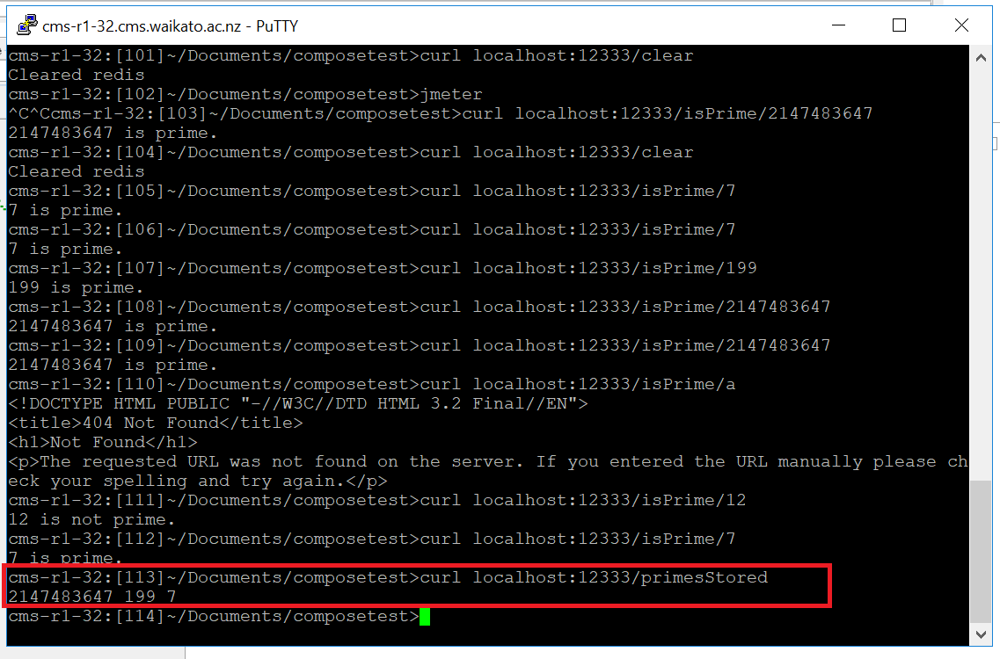 cms-r1-32.cms.waikato.ac.nz - PuTTY
cms-r1-32:[101]~/Documents/composetest>curl localhost:12333/clear
Cleared redis
cms-r1-32:[102]~/Documents/composetest>jmeter
^C^Ccms-r1-32:[103]~/Documents/composetest>curl localhost:12333/isPrime/2147483647
2147483647 is prime.
cms-r1-32:[104]~/Documents/composetest>curl localhost:12333/clear
Cleared redis
cms-r1-32:[105]~/Documents/composetest>curl localhost:12333/isPrime/7
7 is prime.
cms-r1-32:[106]~/Documents/composetest>curl localhost:12333/isPrime/7
7 is prime.
cms-r1-32:[107]~/Documents/composetest>curl localhost:12333/isPrime/199
199 is prime.
cms-r1-32:[108]~/Documents/composetest>curl localhost:12333/isPrime/2147483647
2147483647 is prime.
cms-r1-32:[109]~/Documents/composetest>curl localhost:12333/isPrime/2147483647
2147483647 is prime.
cms-r1-32:[110]~/Documents/composetest>curl localhost:12333/isPrime/a
<!DOCTYPE HTML PUBLIC "-//W3C//DTD HTML 3.2 Final//EN">
<title>404 Not Found</title>
<h1>Not Found</h1>
<p>The requested URL was not found on the server. If you entered the URL manually please ch
eck your spelling and try again.</p>
cms-r1-32:[111]~/Documents/composetest>curl localhost:12333/isPrime/12
12 is not prime.
cms-r1-32:[112]~/Documents/composetest>curl localhost:12333/isPrime/7
7 is prime.
cms-r1-32:[113]~/Documents/composetest>curl localhost:12333/primesStored
2147483647 199 7
cms-r1-32:[114]~/Documents/composetest>